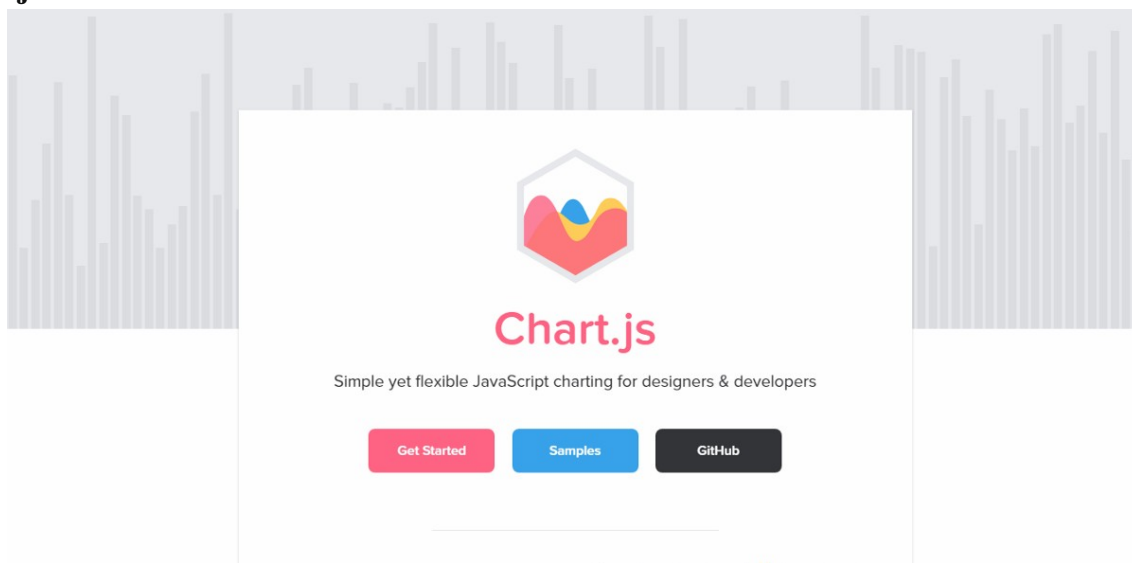 Chart.js
Simple yet flexible JavaScript charting for designers & developers
Get Started
Samples
GitHub